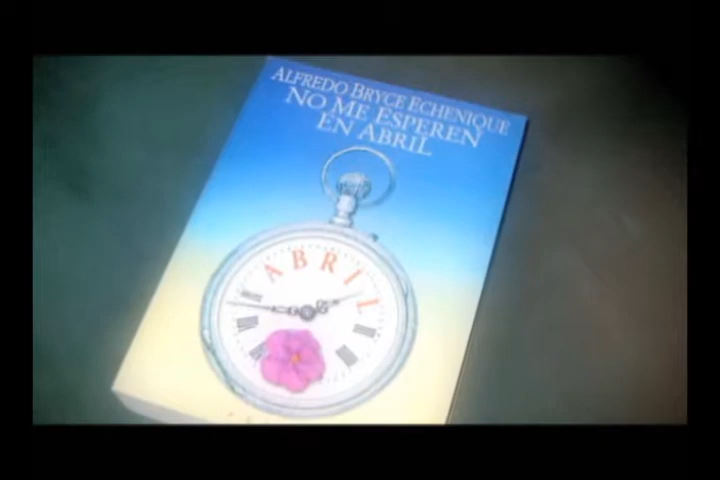 ALFREDO BRYCE ECHENIQUE
NO ME ESPEREN
EN ABRIL
ABRIL